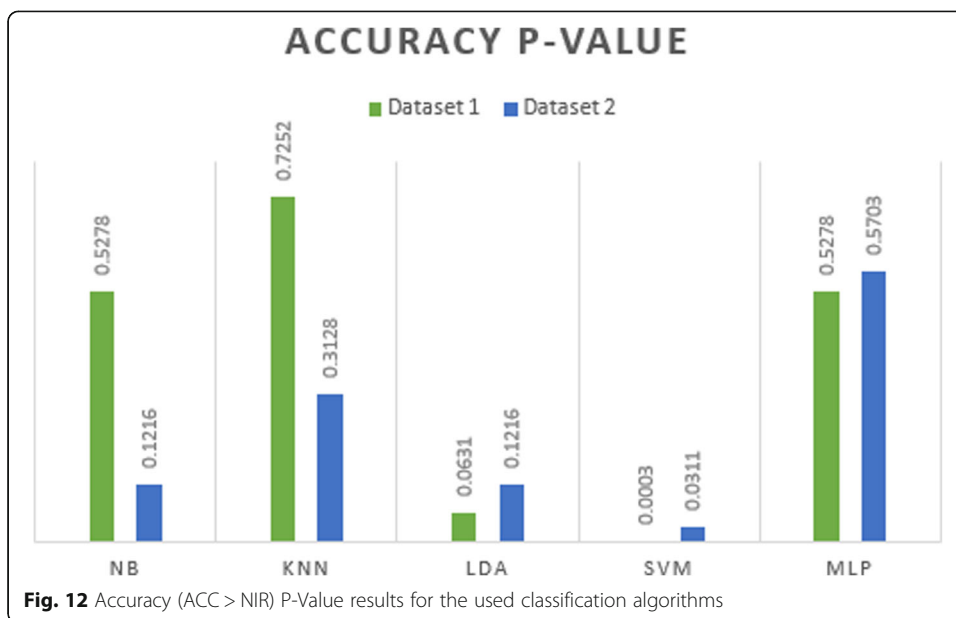 ACCURACY P-VALUE
Dataset 1 Dataset 2
0.5278
0.1216
0.7252
0.3128
0.0631
0.1216
0.0003
0.0311
0.5278
0.5703
NB KNN LDA SVM MLP
Fig. 12 Accuracy (ACC > NIR) P-Value results for the used classification algorithms